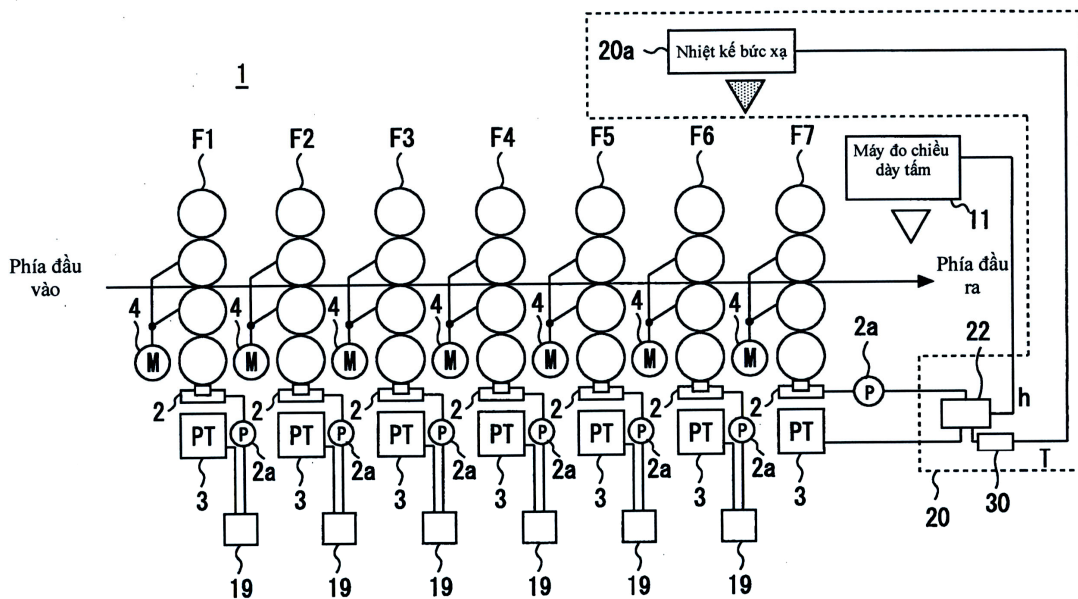 20a
Nhiệt kế bức xạ
1
F1 F2 F3 F4 F5 F6 F7
Máy đo chiều
dày tấm
11
Phía đầu
vào
Phía đầu
ra
4 4 4 4 4 4 4
M M M M M M M
2a 22
P h
2 2 2 2 2 2
PT P PT P PT P PT P PT P PT P PT
2a 2a 2a 2a 2a 2a
T
3 3 3 3 3 3 3
20 30
19 19 19 19 19 19